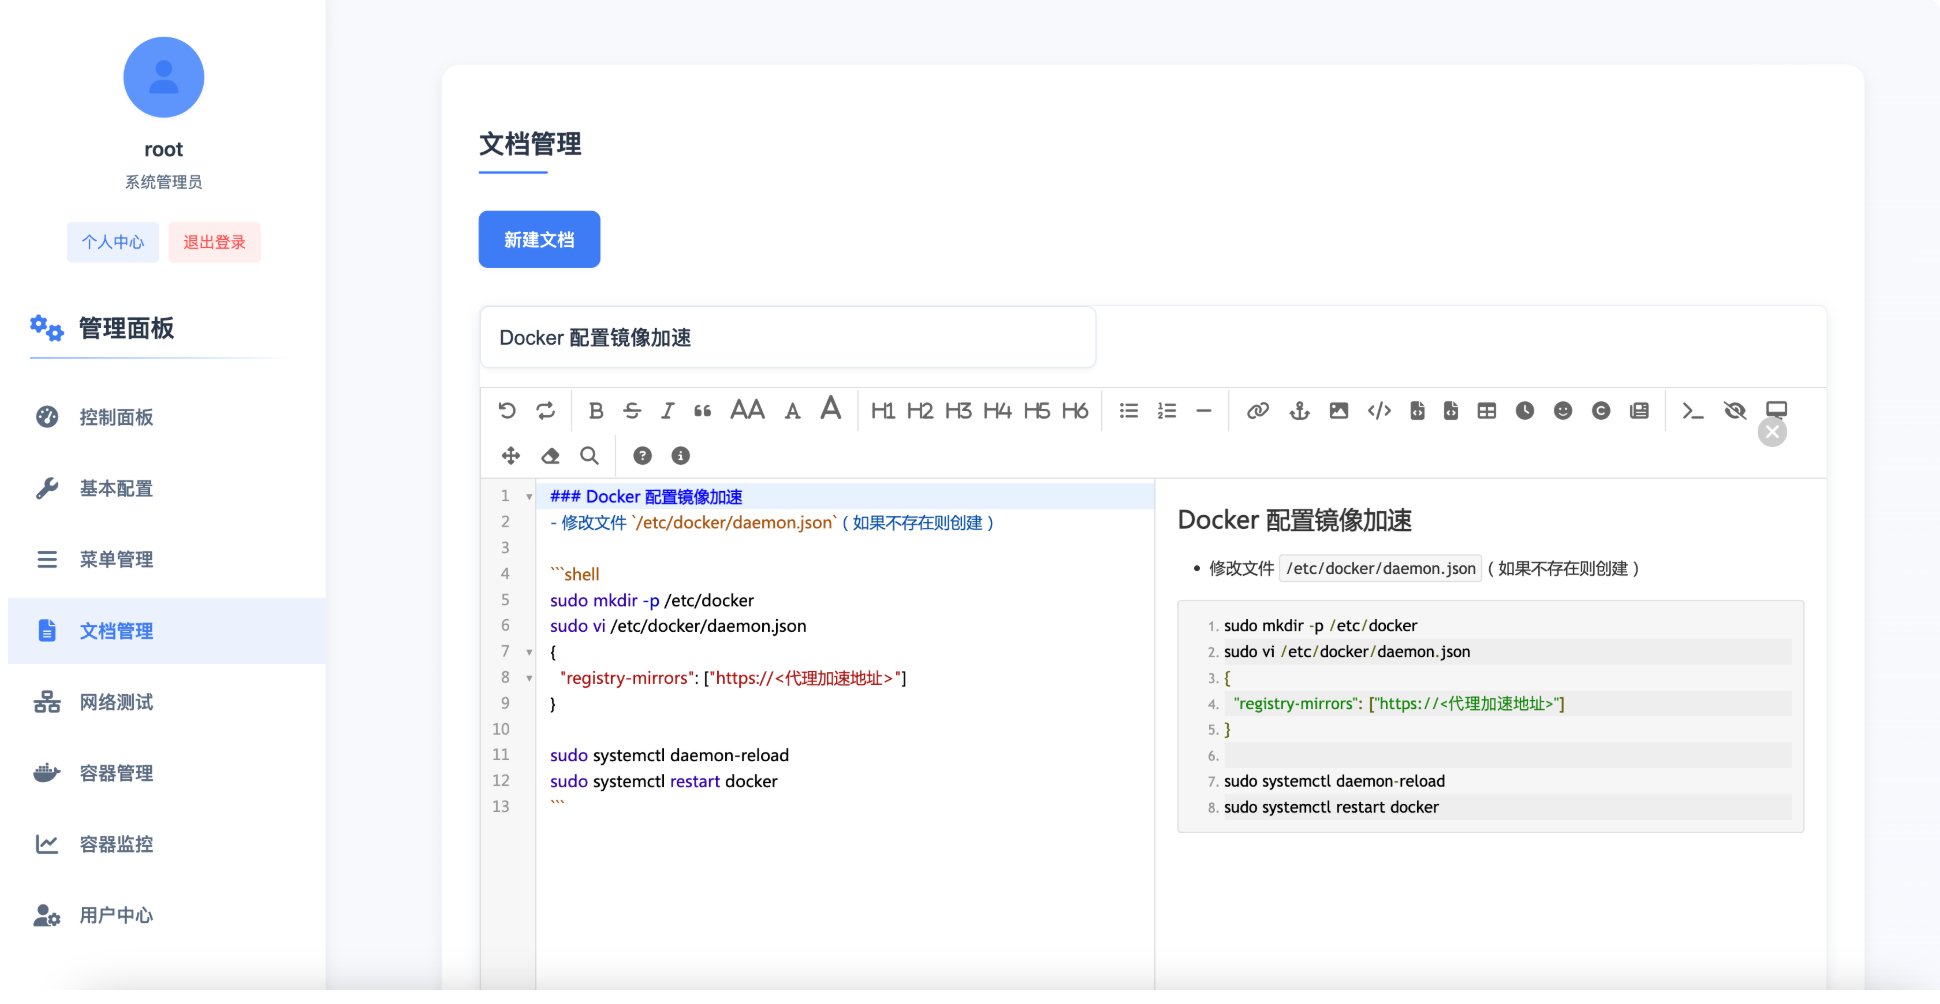 root
系统管理员
个人中心 退出登录
管理面板
控制面板
基本配置
菜单管理
文档管理
网络测试
容器管理
容器监控
用户中心
文档管理
新建文档
Docker 配置镜像加速
B S I AA A A H1 H2 H3 H4 H5 H6
1 ### Docker 配置镜像加速
2 - 修改文件 `/etc/docker/daemon.json`（如果不存在则创建）
3
4 ```shell
5 sudo mkdir -p /etc/docker
6 sudo vi /etc/docker/daemon.json
7 {
8 "registry-mirrors": ["https://<代理加速地址>"]
9 }
10
11 sudo systemctl daemon-reload
12 sudo systemctl restart docker
13 ```
Docker 配置镜像加速
• 修改文件 /etc/docker/daemon.json（如果不存在则创建）
1. sudo mkdir -p /etc/docker
2. sudo vi /etc/docker/daemon.json
3. {
4. "registry-mirrors": ["https://<代理加速地址>"]
5. }
6.
7. sudo systemctl daemon-reload
8. sudo systemctl restart docker